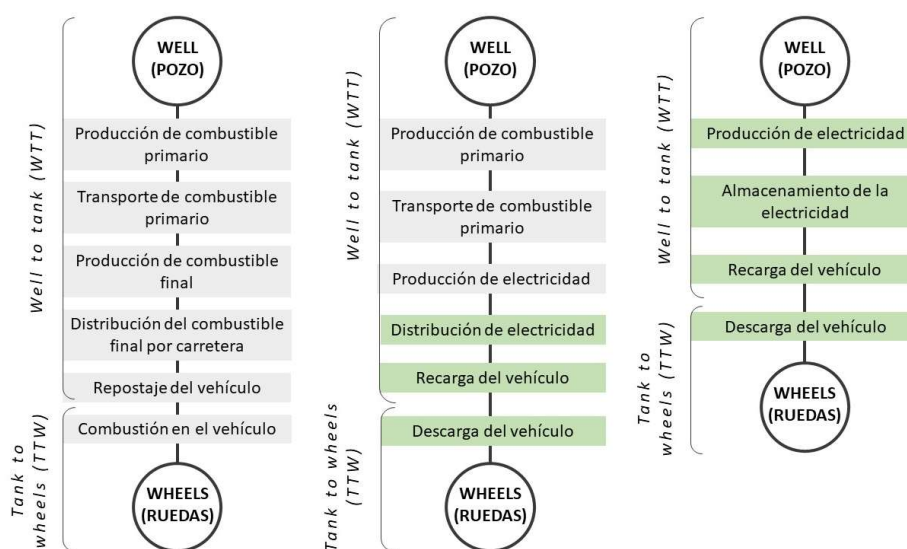 WELL
(POZO)
Well to tank (WTT)
Producción de combustible
primario
Transporte de combustible
primario
Producción de combustible
final
Distribución del combustible
final por carretera
Repostaje del vehículo
Tank to
wheels (TTW)
Combustión en el vehículo
WHEELS
(RUEDAS)
WELL
(POZO)
Well to tank (WTT)
Producción de combustible
primario
Transporte de combustible
primario
Producción de electricidad
Distribución de electricidad
Recarga del vehículo
Tank to wheels
(TTW)
Descarga del vehículo
WHEELS
(RUEDAS)
WELL
(POZO)
Well to tank (WTT)
Producción de electricidad
Almacenamiento de la
electricidad
Recarga del vehículo
Tank to
wheels (TTW)
Descarga del vehículo
WHEELS
(RUEDAS)